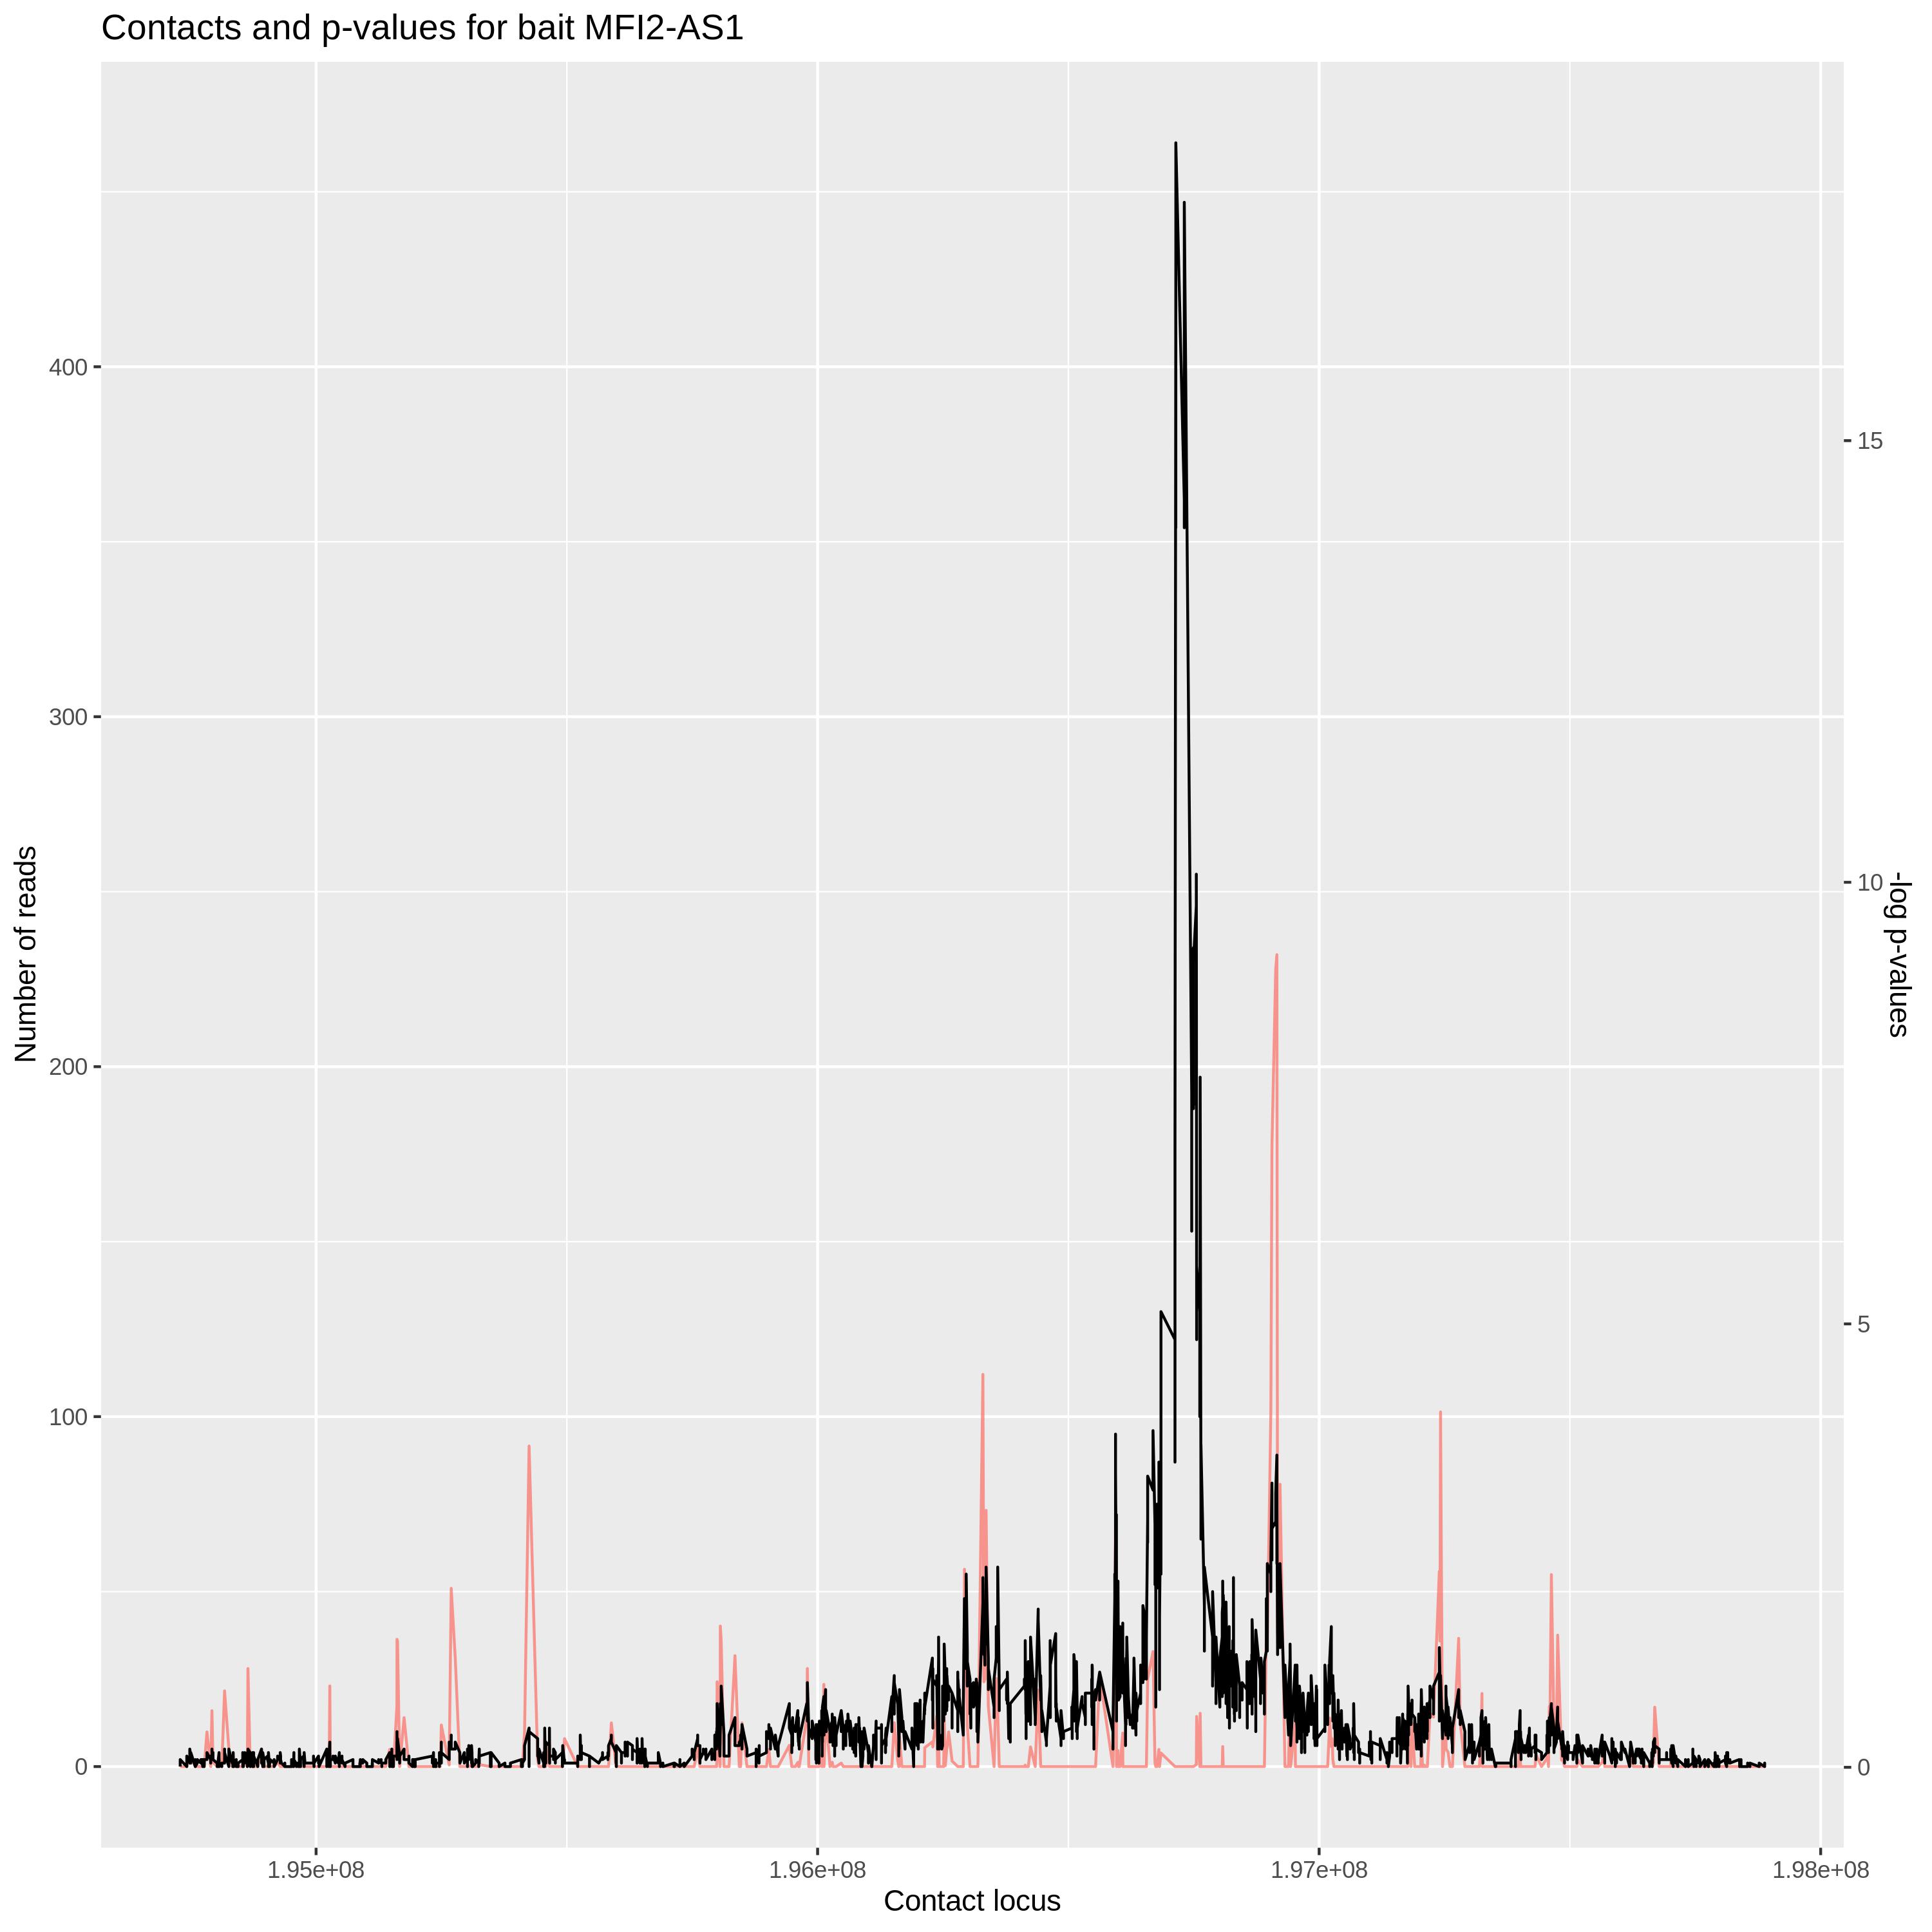 Contacts and p-values for bait MFI2-AS1
400
300
200
100
0
Number of reads
15
10
5
0
-log p-values
1.95e+08 1.96e+08 1.97e+08 1.98e+08
Contact locus